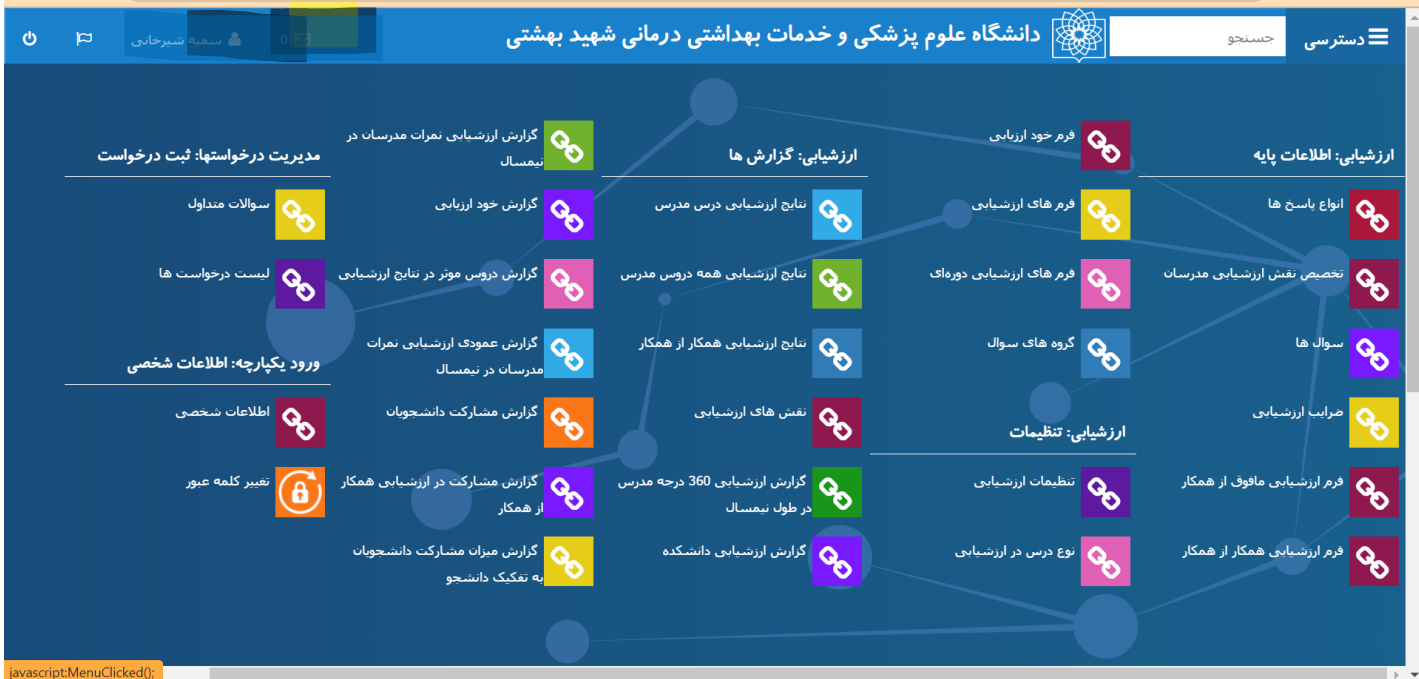 دسترسی
جستجو
دانشگاه علوم پزشکی و خدمات بهداشتی درمانی شهید بهشتی
0
سمیه شیرخانی
ارزشیابی: اطلاعات پایه
انواع پاسخ ها
تخصیص نقش ارزشیابی مدرسان
سوال ها
ضرایب ارزشیابی
فرم ارزشیابی مافوق از همکار
فرم ارزشیابی همکار از همکار
فرم خود ارزیابی
فرم های ارزشیابی
فرم های ارزشیابی دوره‌ای
گروه های سوال
ارزشیابی: تنظیمات
تنظیمات ارزشیابی
نوع درس در ارزشیابی
ارزشیابی: گزارش ها
نتایج ارزشیابی درس مدرس
نتایج ارزشیابی همه دروس مدرس
نتایج ارزشیابی همکار از همکار
نقش های ارزشیابی
گزارش ارزشیابی 360 درجه مدرس
در طول نیمسال
گزارش ارزشیابی دانشکده
گزارش ارزشیابی نمرات مدرسان در
نیمسال
گزارش خود ارزیابی
گزارش دروس موثر در نتایج ارزشیابی
گزارش عمودی ارزشیابی نمرات
مدرسان در نیمسال
گزارش مشارکت دانشجویان
گزارش مشارکت در ارزشیابی همکار
از همکار
گزارش میزان مشارکت دانشجویان
به تفکیک دانشجو
مدیریت درخواستها: ثبت درخواست
سوالات متداول
لیست درخواست ها
ورود یکپارچه: اطلاعات شخصی
اطلاعات شخصی
تغییر کلمه عبور
javascript:MenuClicked();